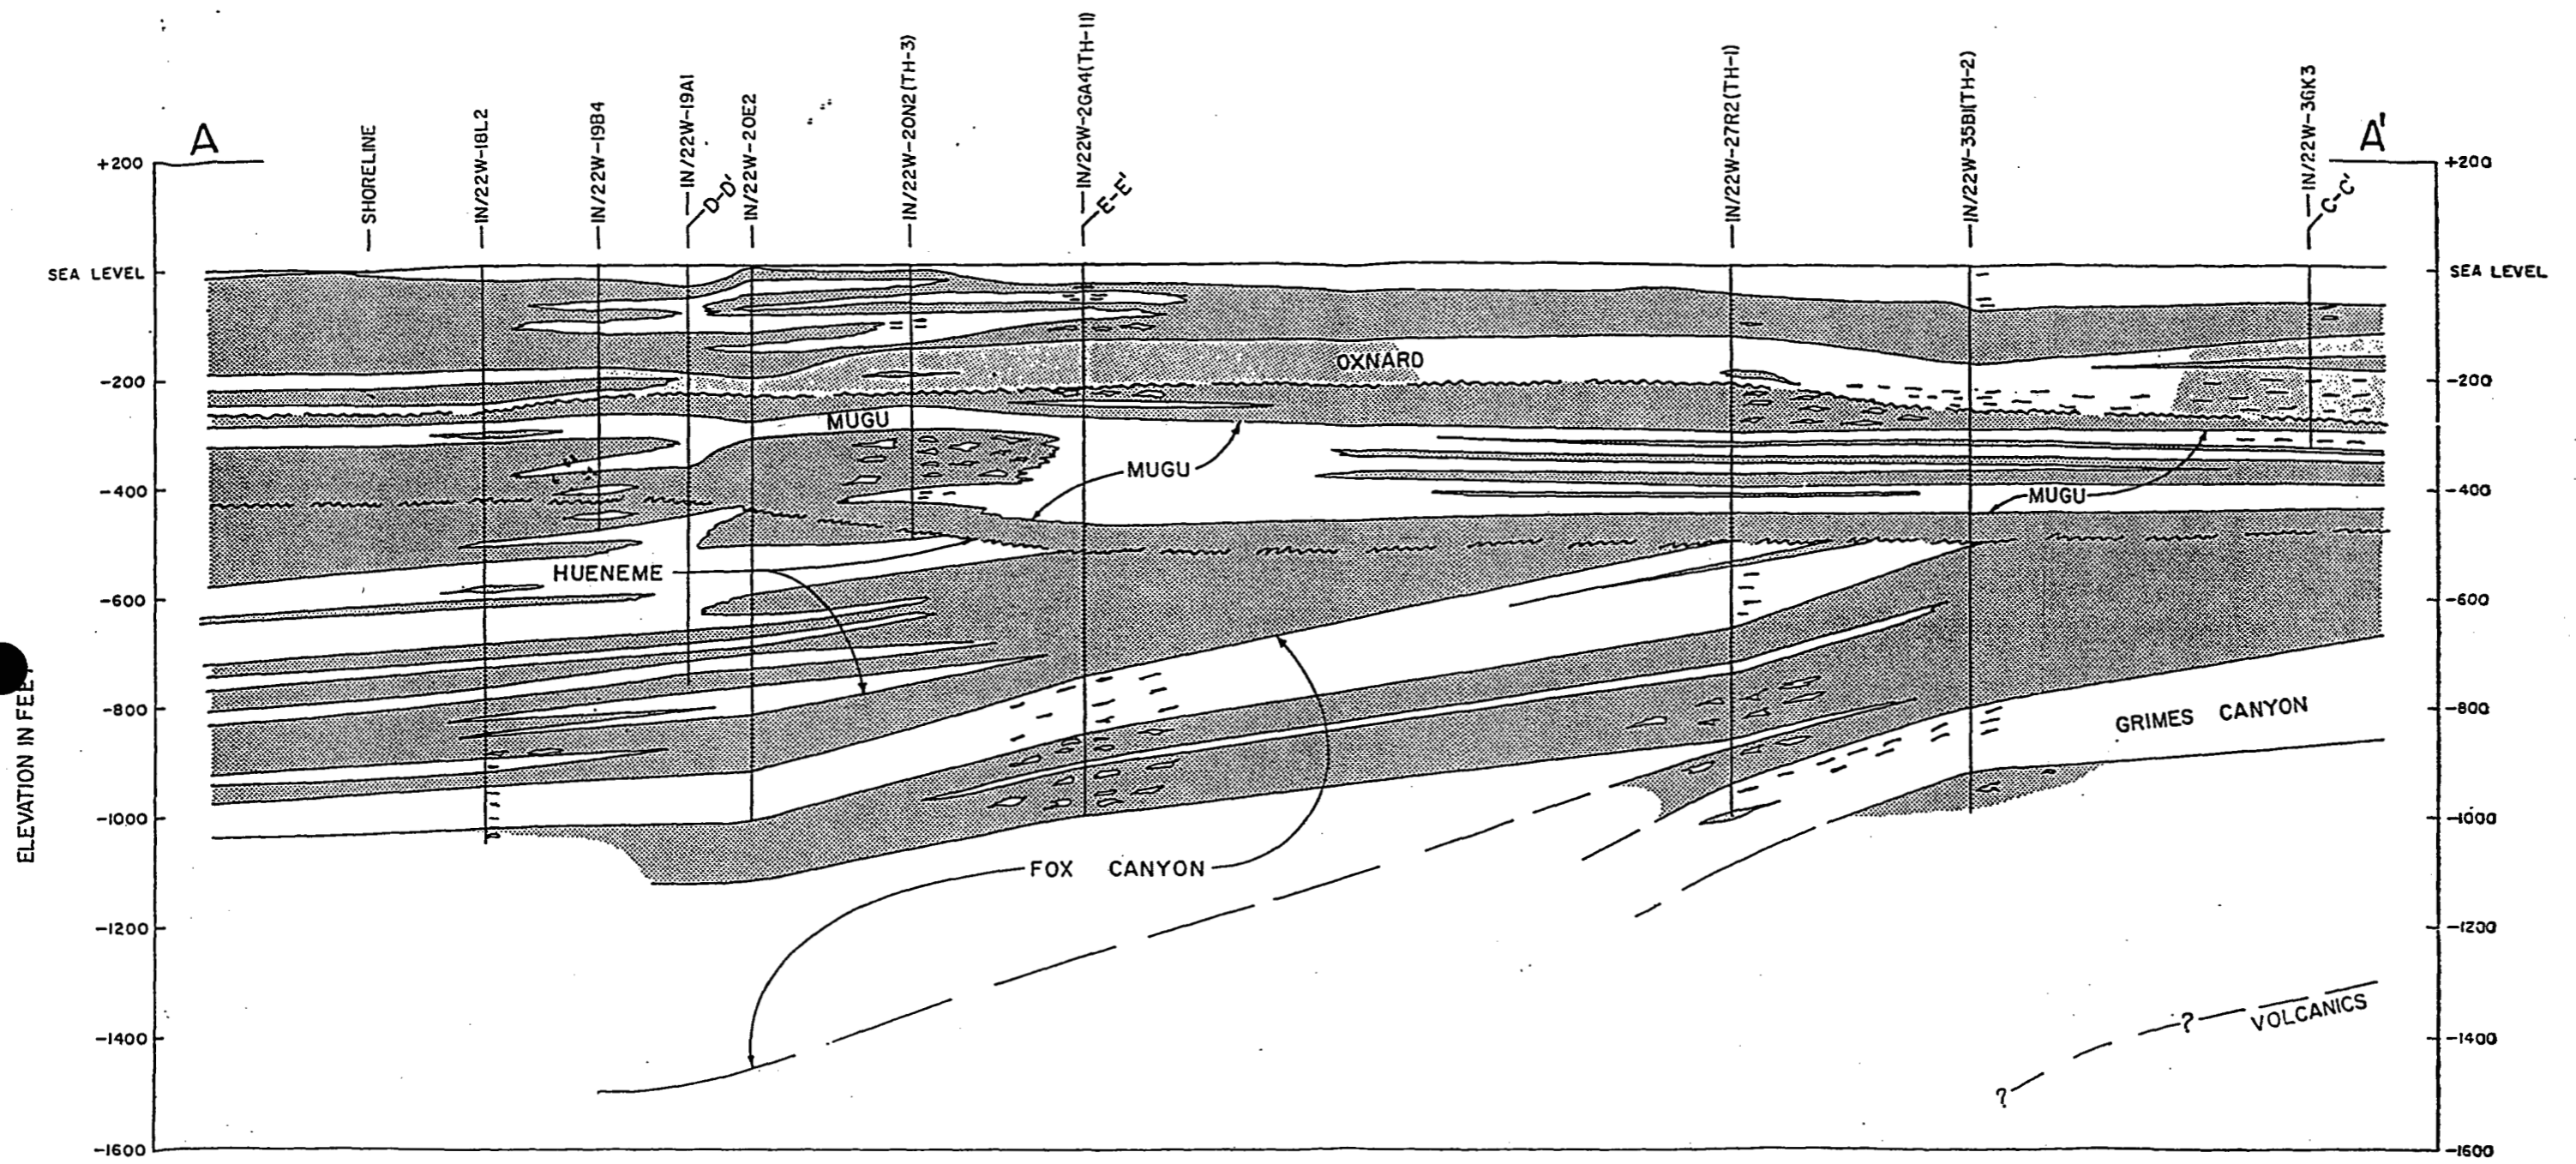 A
A'
SHORELINE
IN/22W-18L2
IN/22W-19B4
IN/22W-19A1
D-D'
IN/22W-20E2
IN/22W-20N2(TH-3)
IN/22W-2GA4(TH-11)
E-E'
IN/22W-27R2(TH-1)
IN/22W-35B1(TH-2)
IN/22W-3GK3
C-C'
+200
+200
SEA LEVEL
SEA LEVEL
-200
-200
OXNARD
MUGU
MUGU
-400
-400
MUGU
HUENEME
-600
-600
ELEVATION IN FEET
-800
-800
GRIMES CANYON
-1000
-1000
FOX CANYON
-1200
-1200
?
VOLCANICS
-1400
-1400
?
-1600
-1600